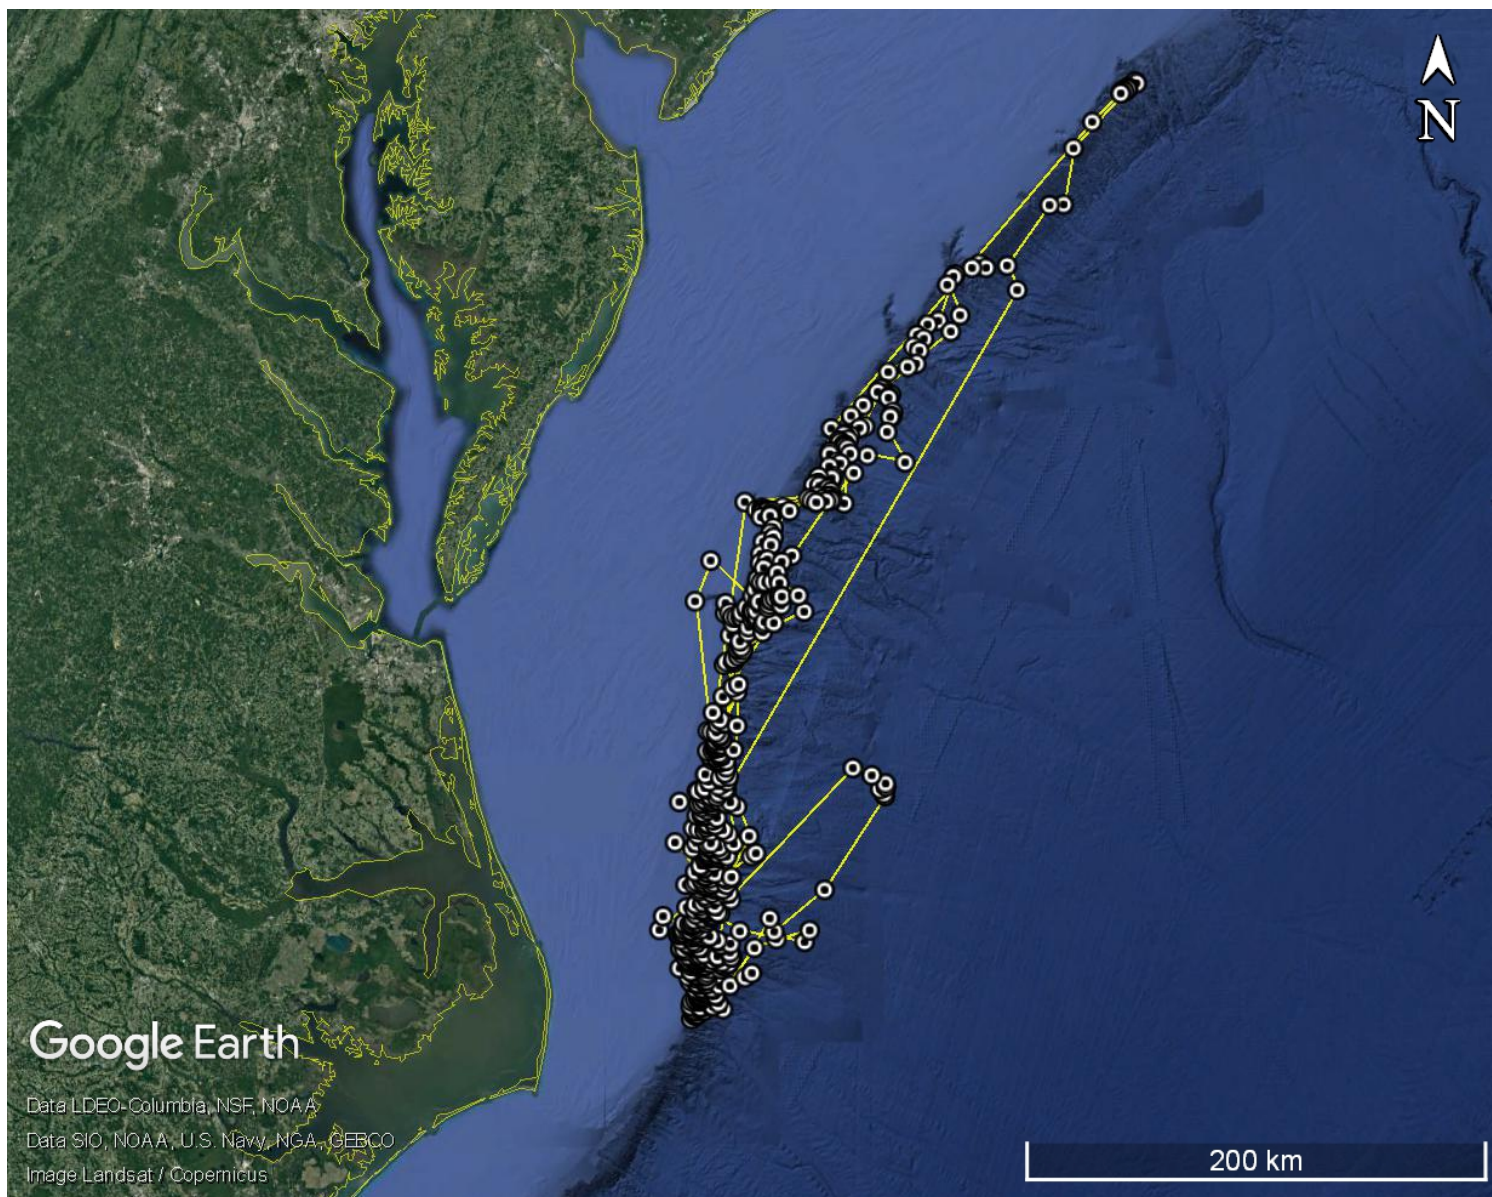 N
Google Earth
Data LDEO-Columbia, NSF, NOAA
Data SIO, NOAA, U.S. Navy, NGA, GEBCO
Image Landsat / Copernicus
200 km